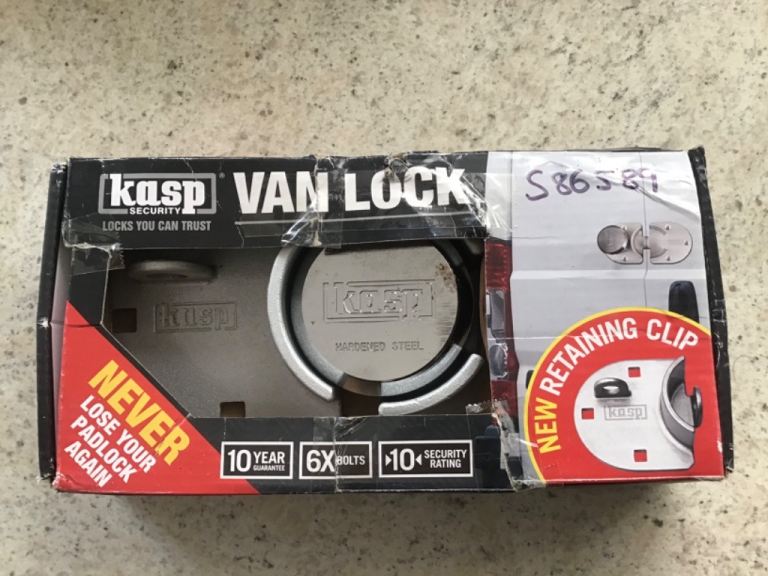 kasp
SECURITY
LOCKS YOU CAN TRUST
VAN LOCK
S86589
kasp
kasp
HARDENED STEEL
NEW RETAINING CLIP
kasp
NEVER
LOSE YOUR
PADLOCK
AGAIN
10 YEAR
GUARANTEE
6X BOLTS
10 SECURITY
RATING